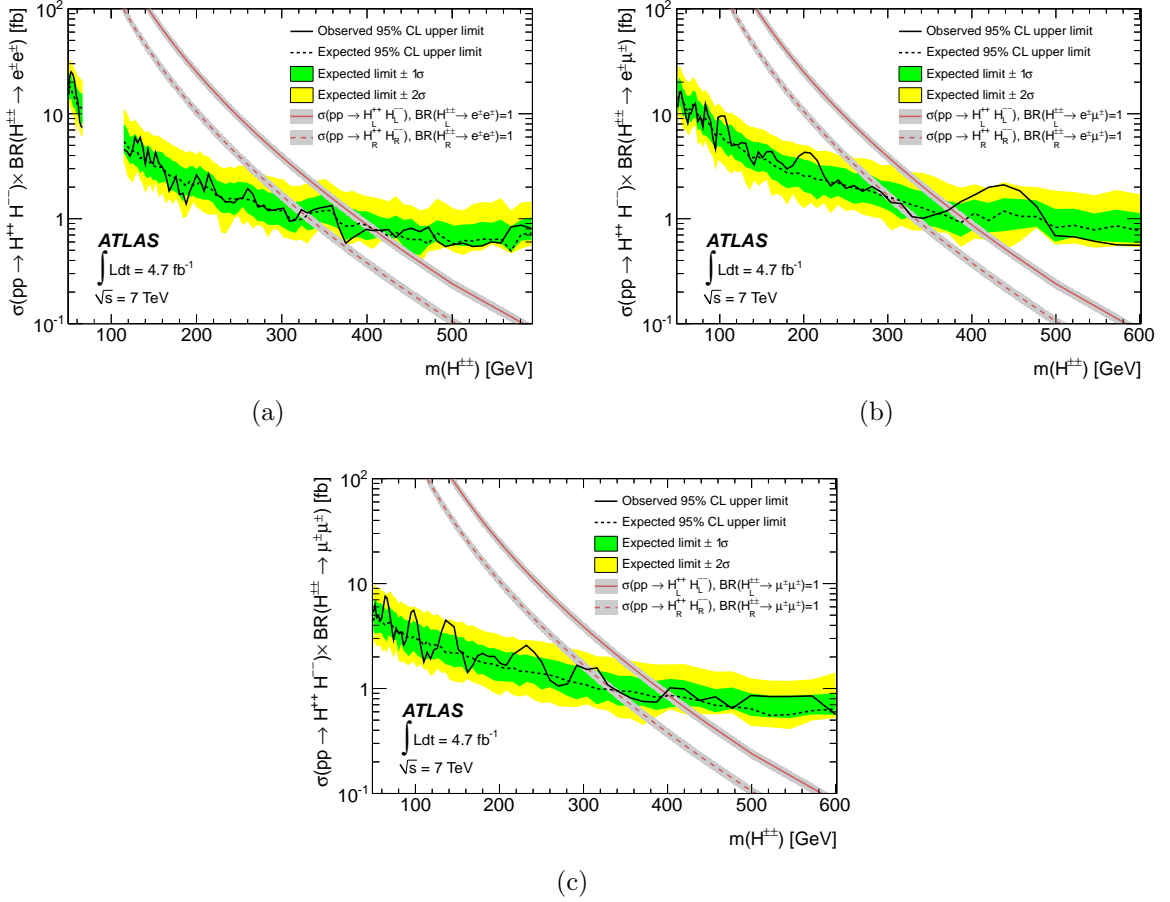 σ(pp → H⁺⁺ H⁻⁻) × BR(H^±± → e^±e^±) [fb]
10²
10
1
10⁻¹
Observed 95% CL upper limit
Expected 95% CL upper limit
Expected limit ± 1σ
Expected limit ± 2σ
σ(pp → H_L⁺⁺ H_L⁻⁻), BR(H_L^±± → e^±e^±)=1
σ(pp → H_R⁺⁺ H_R⁻⁻), BR(H_R^±± → e^±e^±)=1
ATLAS
∫ Ldt = 4.7 fb⁻¹
√s = 7 TeV
100 200 300 400 500
m(H^±±) [GeV]
(a)
σ(pp → H⁺⁺ H⁻⁻) × BR(H^±± → e^±μ^±) [fb]
10²
10
1
10⁻¹
Observed 95% CL upper limit
Expected 95% CL upper limit
Expected limit ± 1σ
Expected limit ± 2σ
σ(pp → H_L⁺⁺ H_L⁻⁻), BR(H_L^±± → e^±μ^±)=1
σ(pp → H_R⁺⁺ H_R⁻⁻), BR(H_R^±± → e^±μ^±)=1
ATLAS
∫ Ldt = 4.7 fb⁻¹
√s = 7 TeV
100 200 300 400 500 600
m(H^±±) [GeV]
(b)
σ(pp → H⁺⁺ H⁻⁻) × BR(H^±± → μ^±μ^±) [fb]
10²
10
1
10⁻¹
Observed 95% CL upper limit
Expected 95% CL upper limit
Expected limit ± 1σ
Expected limit ± 2σ
σ(pp → H_L⁺⁺ H_L⁻⁻), BR(H_L^±± → μ^±μ^±)=1
σ(pp → H_R⁺⁺ H_R⁻⁻), BR(H_R^±± → μ^±μ^±)=1
ATLAS
∫ Ldt = 4.7 fb⁻¹
√s = 7 TeV
100 200 300 400 500 600
m(H^±±) [GeV]
(c)